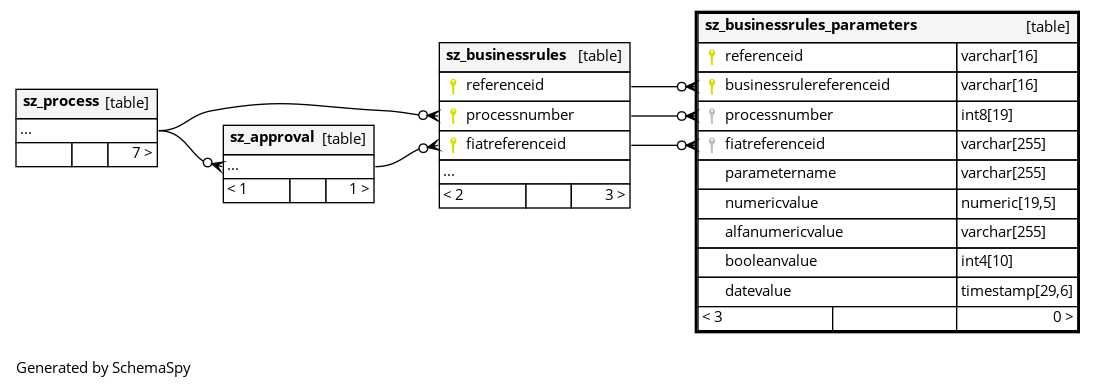 sz_process [table]
...
7 >
sz_approval [table]
...
< 1 1 >
sz_businessrules [table]
referenceid
processnumber
fiatreferenceid
...
< 2 3 >
sz_businessrules_parameters [table]
referenceid varchar[16]
businessrulereferenceid varchar[16]
processnumber int8[19]
fiatreferenceid varchar[255]
parametername varchar[255]
numericvalue numeric[19,5]
alfanumericvalue varchar[255]
booleanvalue int4[10]
datevalue timestamp[29,6]
< 3 0 >
Generated by SchemaSpy